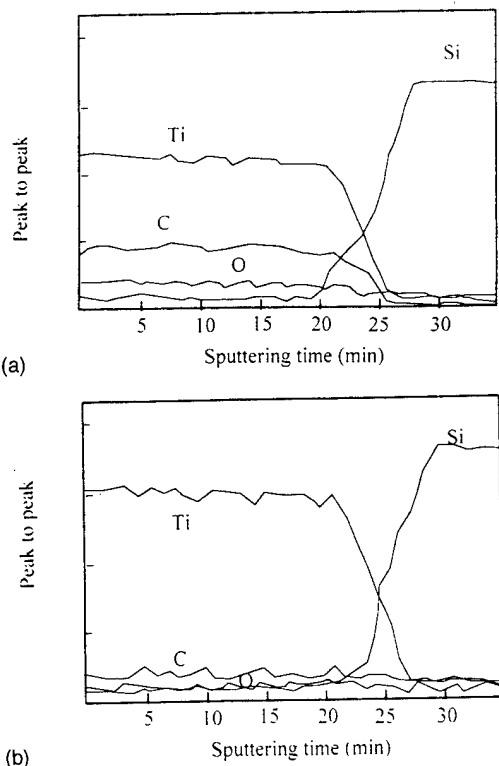 Si
Ti
C
O
Peak to peak
5 10 15 20 25 30
Sputtering time (min)
(a)
Si
Ti
C
O
Peak to peak
5 10 15 20 25 30
Sputtering time (min)
(b)